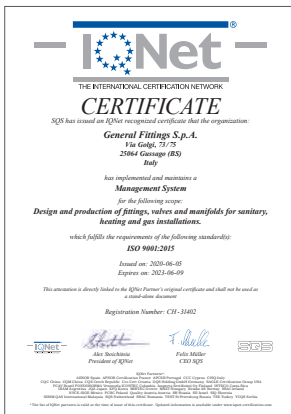 IQNet
®
THE INTERNATIONAL CERTIFICATION NETWORK
CERTIFICATE
SQS has issued an IQNet recognized certificate that the organization:
General Fittings S.p.A.
Via Golgi, 73/75
25064 Gussago (BS)
Italy
has implemented and maintains a
Management System
for the following scope:
Design and production of fittings, valves and manifolds for sanitary,
heating and gas installations.
which fulfills the requirements of the following standard(s):
ISO 9001:2015
Issued on: 2020-06-05
Expires on: 2023-06-09
This attestation is directly linked to the IQNet Partner's original certificate and shall not be used as
a stand-alone document
Registration Number: CH-31402
IQNet
SQS
Alex Stoichitoiu
President of IQNet
Felix Müller
CEO SQS
IQNet Partners*: